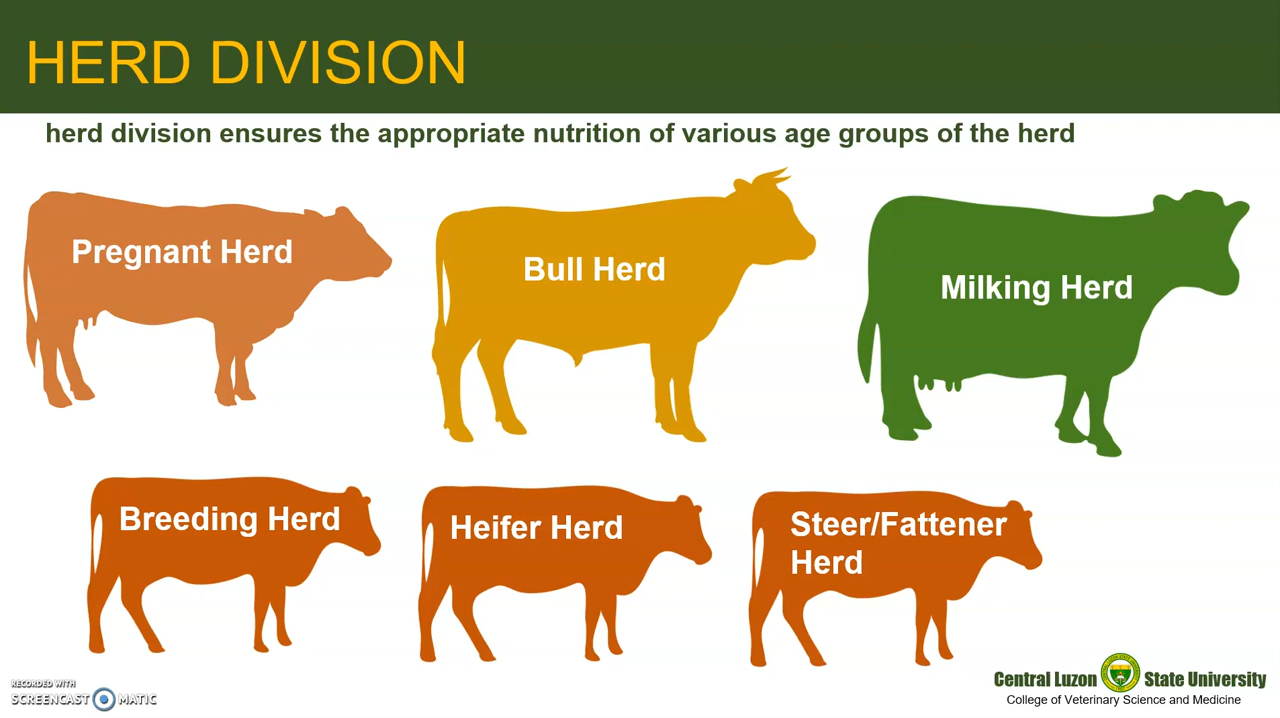 HERD DIVISION
herd division ensures the appropriate nutrition of various age groups of the herd
Pregnant Herd
Bull Herd
Milking Herd
Breeding Herd
Heifer Herd
Steer/Fattener
Herd
RECORDED WITH
SCREENCAST MATIC
Central Luzon State University
College of Veterinary Science and Medicine